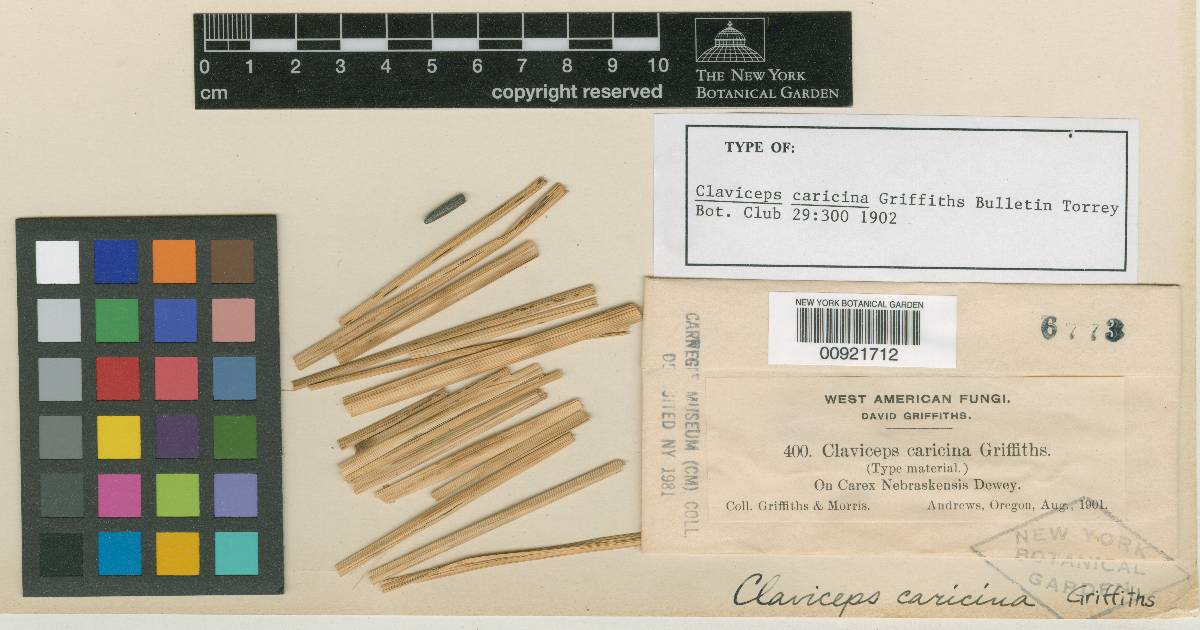 0 1 2 3 4 5 6 7 8 9 10
cm
copyright reserved
THE NEW YORK
BOTANICAL GARDEN
TYPE OF:
Claviceps caricina Griffiths Bulletin Torrey
Bot. Club 29:300 1902
NEW YORK BOTANICAL GARDEN
00921712
6773
CARNEGIE MUSEUM (CM) COLL.
NY 1981
WEST AMERICAN FUNGI.
DAVID GRIFFITHS.
400. Claviceps caricina Griffiths.
(Type material.)
On Carex Nebraskensis Dewey.
Coll. Griffiths & Morris. Andrews, Oregon, Aug., 1901.
NEW YORK
BOTANICAL
GARDEN
Claviceps caricina Griffiths